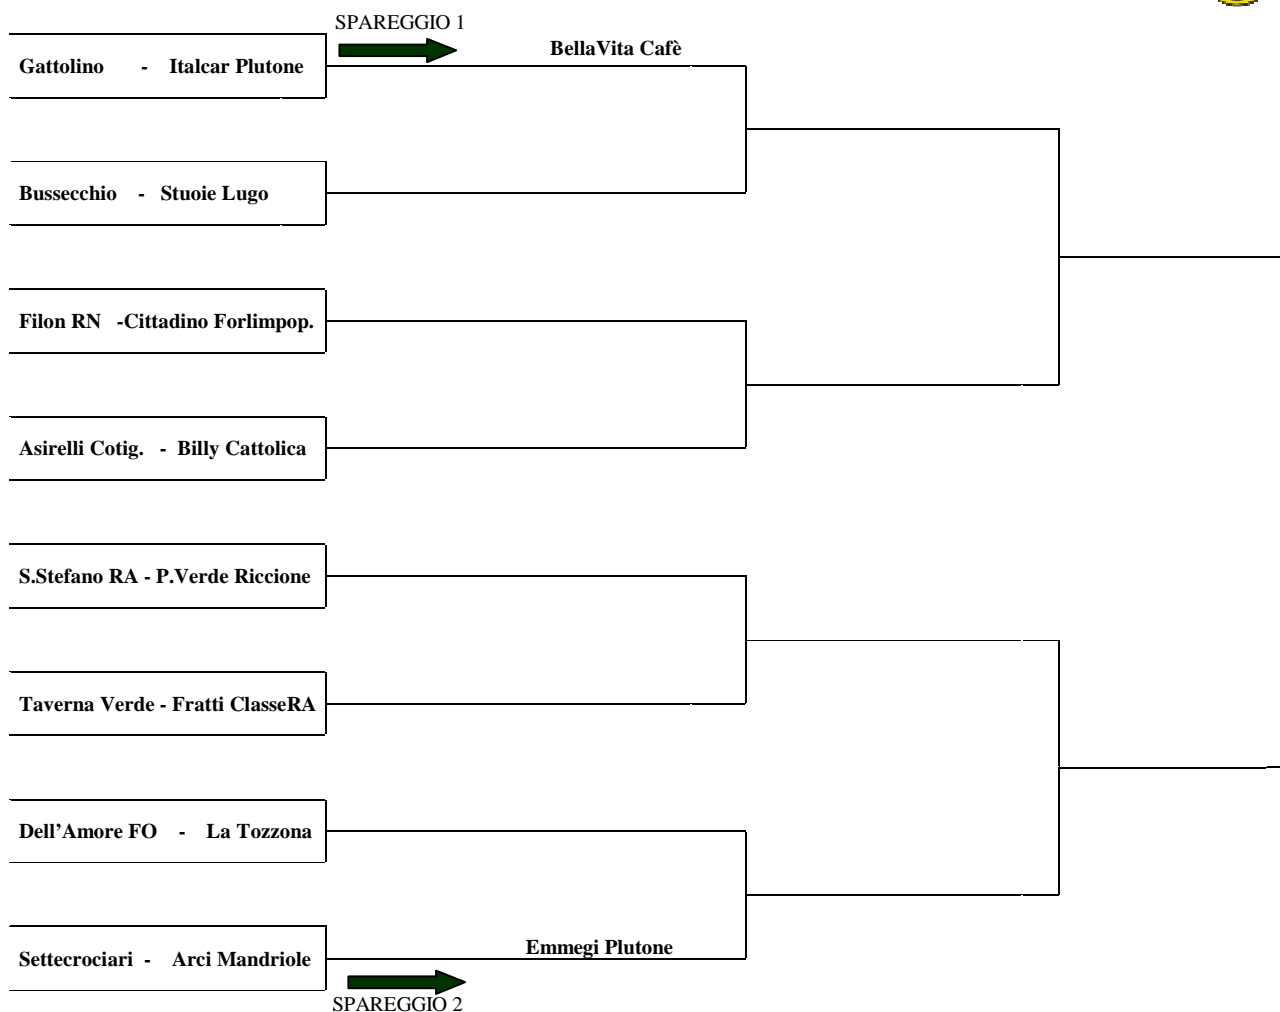 SPAREGGIO 1
BellaVita Cafè
Gattolino - Italcar Plutone
Bussecchio - Stuoie Lugo
Filon RN -Cittadino Forlimpop.
Asirelli Cotig. - Billy Cattolica
S.Stefano RA - P.Verde Riccione
Taverna Verde - Fratti ClasseRA
Dell’Amore FO - La Tozzona
Emmegi Plutone
Settecrociari - Arci Mandriole
SPAREGGIO 2